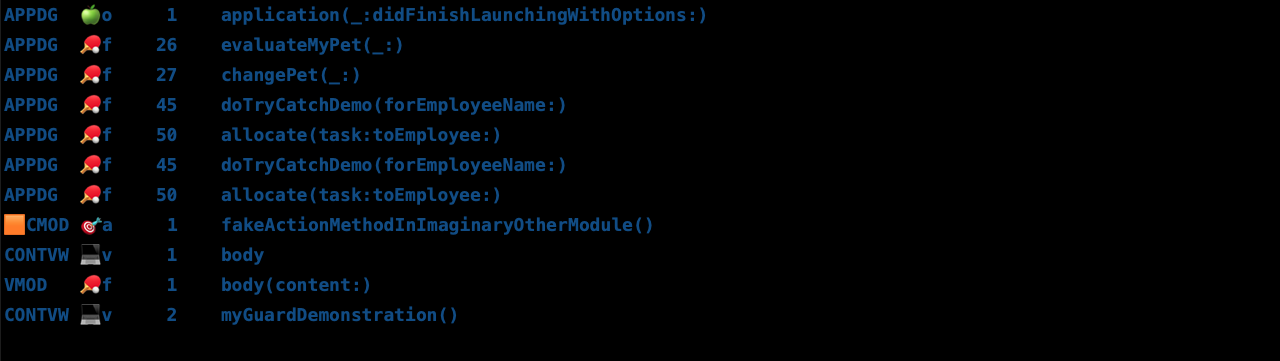 APPDG 🍏o 1 application(_:didFinishLaunchingWithOptions:)
APPDG 🏓f 26 evaluateMyPet(_:)
APPDG 🏓f 27 changePet(_:)
APPDG 🏓f 45 doTryCatchDemo(forEmployeeName:)
APPDG 🏓f 50 allocate(task:toEmployee:)
APPDG 🏓f 45 doTryCatchDemo(forEmployeeName:)
APPDG 🏓f 50 allocate(task:toEmployee:)
🟧CMOD 🎯a 1 fakeActionMethodInImaginaryOtherModule()
CONTVW 💻v 1 body
VMOD 🏓f 1 body(content:)
CONTVW 💻v 2 myGuardDemonstration()